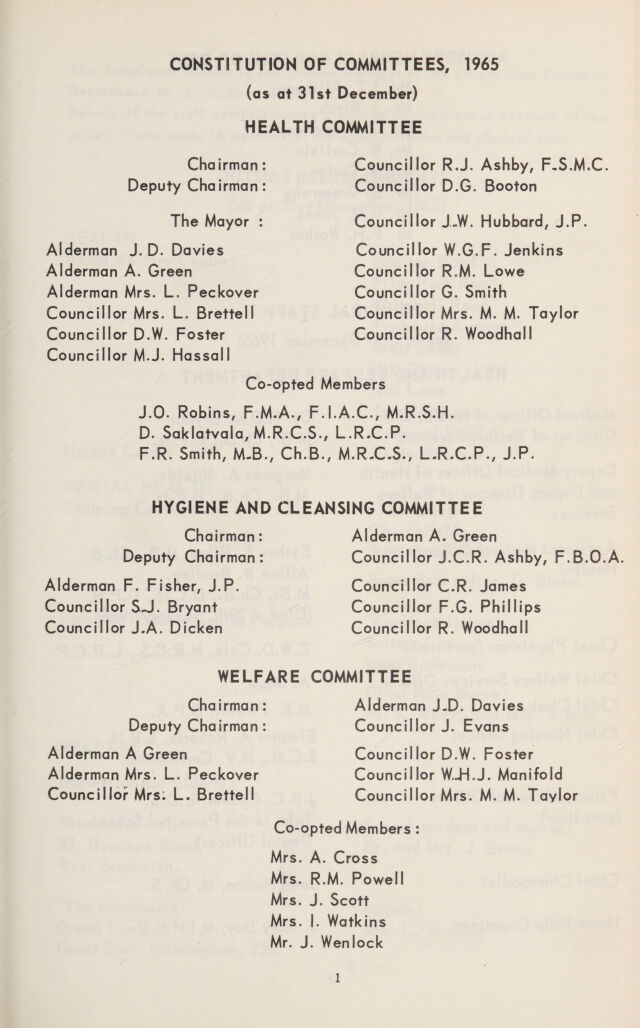 CONSTITUTION OF COMMITTEES, 1965
(as at 31st December)
HEALTH COMMITTEE
Chairman : Councillor R.J. Ashby, F.S.M.C.
Deputy Chairman : Councillor D.G. Booton
The Mayor : Councillor J.W. Hubbard, J.P.
Alderman J. D. Davies Councillor W.G.F. Jenkins
Alderman A. Green Councillor R.M. Lowe
Alderman Mrs. L. Peckover Councillor G. Smith
Councillor Mrs. L. Brettell Councillor Mrs. M. M. Taylor
Councillor D.W. Foster Councillor R. Woodhall
Councillor M.J. Hassall
Co-opted Members
J.O. Robins, F.M.A., F.I.A.C., M.R.S.H.
D. Saklatvala, M.R.C.S., L.R.C.P.
F.R. Smith, M.B., Ch.B., M.R.C.S., L.R.C.P., J.P.
HYGIENE AND CLEANSING COMMITTEE
Chairman : Alderman A. Green
Deputy Chairman : Councillor J.C.R. Ashby, F.B.O.A.
Alderman F. Fisher, J.P. Councillor C.R. James
Councillor S.J. Bryant Councillor F.G. Phillips
Councillor J.A. Dicken Councillor R. Woodhall
WELFARE COMMITTEE
Chairman : Alderman J.D. Davies
Deputy Chairman : Councillor J. Evans
Alderman A Green Councillor D.W. Foster
Alderman Mrs. L. Peckover Councillor W.H.J. Manifold
Councillor Mrs. L. Brettell Councillor Mrs. M. M. Taylor
Co-opted Members :
Mrs. A. Cross
Mrs. R.M. Powell
Mrs. J. Scott
Mrs. I. Watkins
Mr. J. Wenlock
1